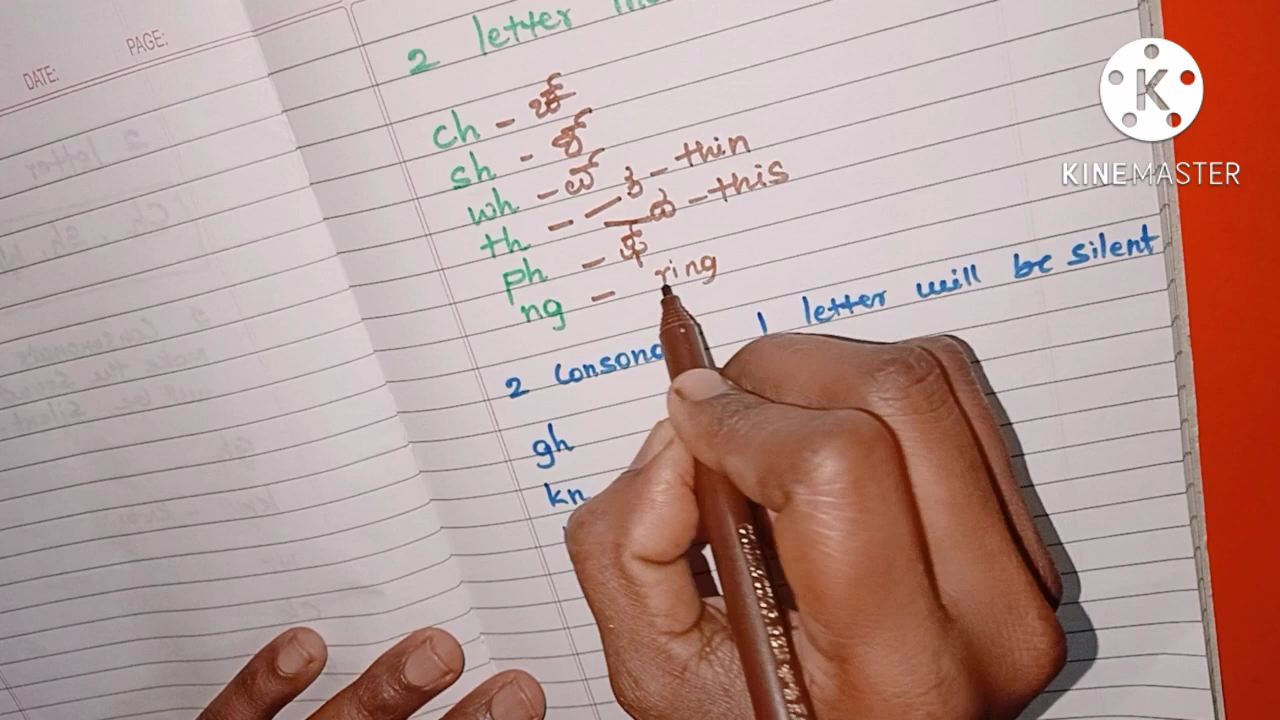 DATE:
PAGE:
2 letter
ch - ಚ್
sh - ಶ್
wh - ವ್
th - ತ - thin
ದ - this
ph - ಫ್
ng - ring
2 Consona 1 letter will be silent
gh
kn
K
KINEMASTER